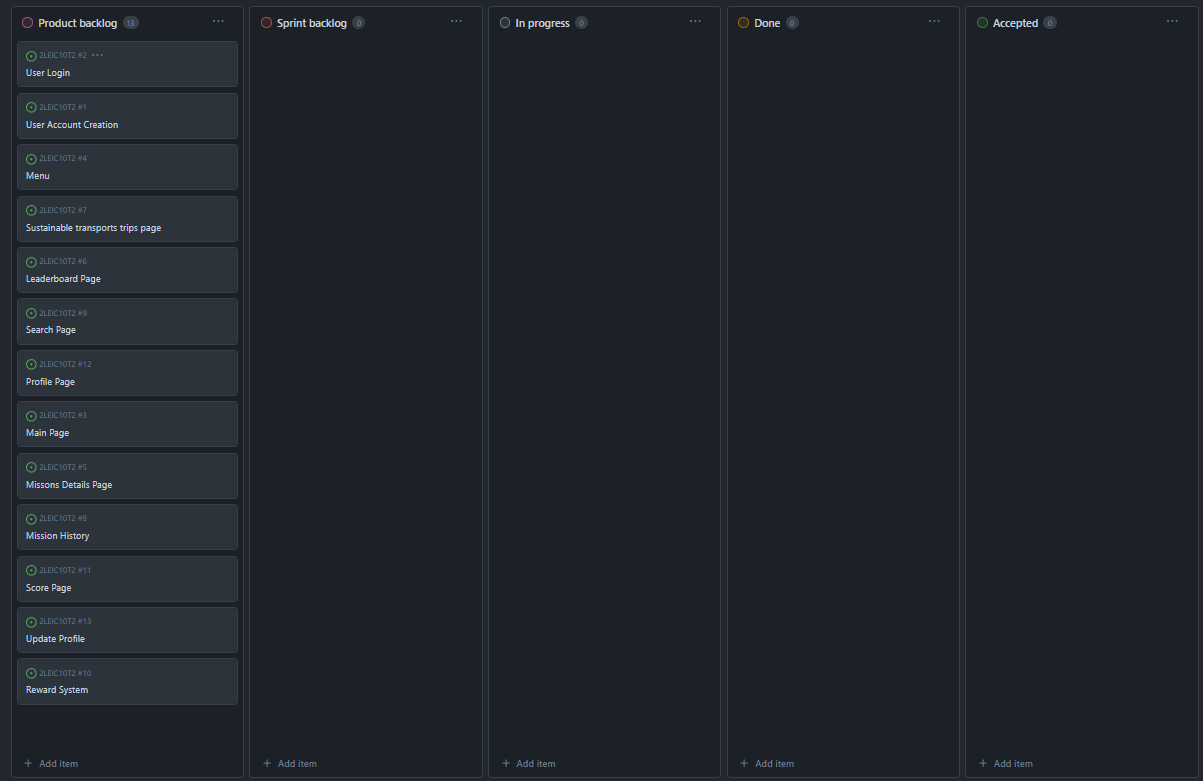 Product backlog 13
2LEIC10T2 #2
User Login
2LEIC10T2 #1
User Account Creation
2LEIC10T2 #4
Menu
2LEIC10T2 #7
Sustainable transports trips page
2LEIC10T2 #6
Leaderboard Page
2LEIC10T2 #9
Search Page
2LEIC10T2 #12
Profile Page
2LEIC10T2 #3
Main Page
2LEIC10T2 #5
Missons Details Page
2LEIC10T2 #8
Mission History
2LEIC10T2 #11
Score Page
2LEIC10T2 #13
Update Profile
2LEIC10T2 #10
Reward System
+ Add item
Sprint backlog 0
+ Add item
In progress 0
+ Add item
Done 0
+ Add item
Accepted 0
+ Add item